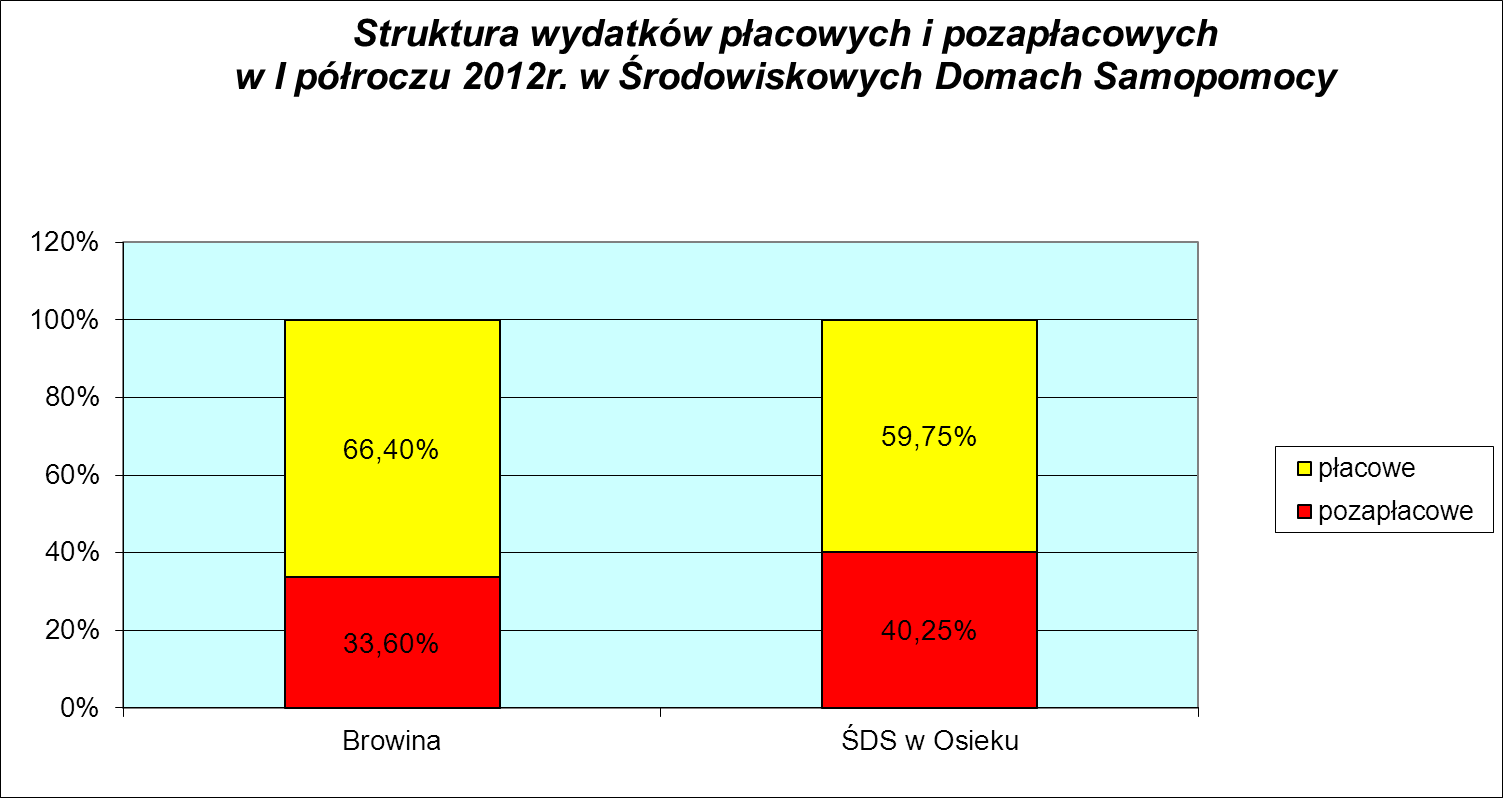 Struktura wydatków płacowych i pozapłacowych
w I półroczu 2012r. w Środowiskowych Domach Samopomocy
120%
100%
80%
60%
40%
20%
0%
66,40%
59,75%
33,60%
40,25%
Browina
ŚDS w Osieku
płacowe
pozapłacowe